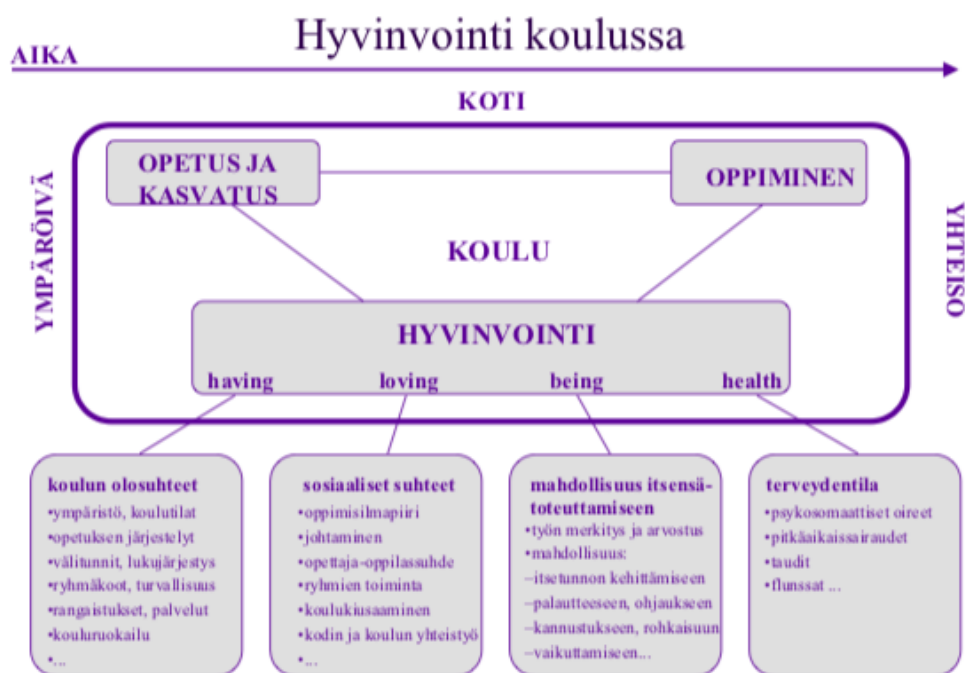 Hyvinvointi koulussa
AIKA
KOTI
YMPÄRÖIVÄ
YHTEISO
OPETUS JA
KASVATUS
OPPIMINEN
KOULU
HYVINVOINTI
having loving being health
koulun olosuhteet
•ympäristö, koulutilat
•opetuksen järjestelyt
•välitunnit, lukujärjestys
•ryhmäkoot, turvallisuus
•rangaistukset, palvelut
•kouluruokailu
•...
sosiaaliset suhteet
•oppimisilmapiiri
•johtaminen
•opettaja-oppilassuhde
•ryhmien toiminta
•koulukiusaaminen
•kodin ja koulun yhteistyö
•...
mahdollisuus itsensä-
toteuttamiseen
•työn merkitys ja arvostus
•mahdollisuus:
–itsetunnon kehittämiseen
–palautteeseen, ohjaukseen
–kannustukseen, rohkaisuun
–vaikuttamiseen...
terveydentila
•psykosomaattiset oireet
•pitkäaikaissairaudet
•taudit
•flunssat ...